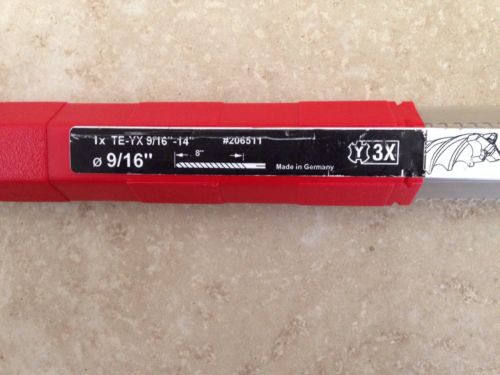 1x TE-YX 9/16"-14" #206511
ø 9/16" 8" Made in Germany
3X